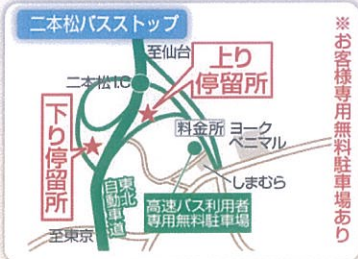 二本松バスストップ
至仙台
上り
停留所
二本松I.C
下り
停留所
料金所
ヨーク
ベニマル
しまむら
東北
自動車道
高速バス利用者
専用無料駐車場
至東京
※お客様専用無料駐車場あり